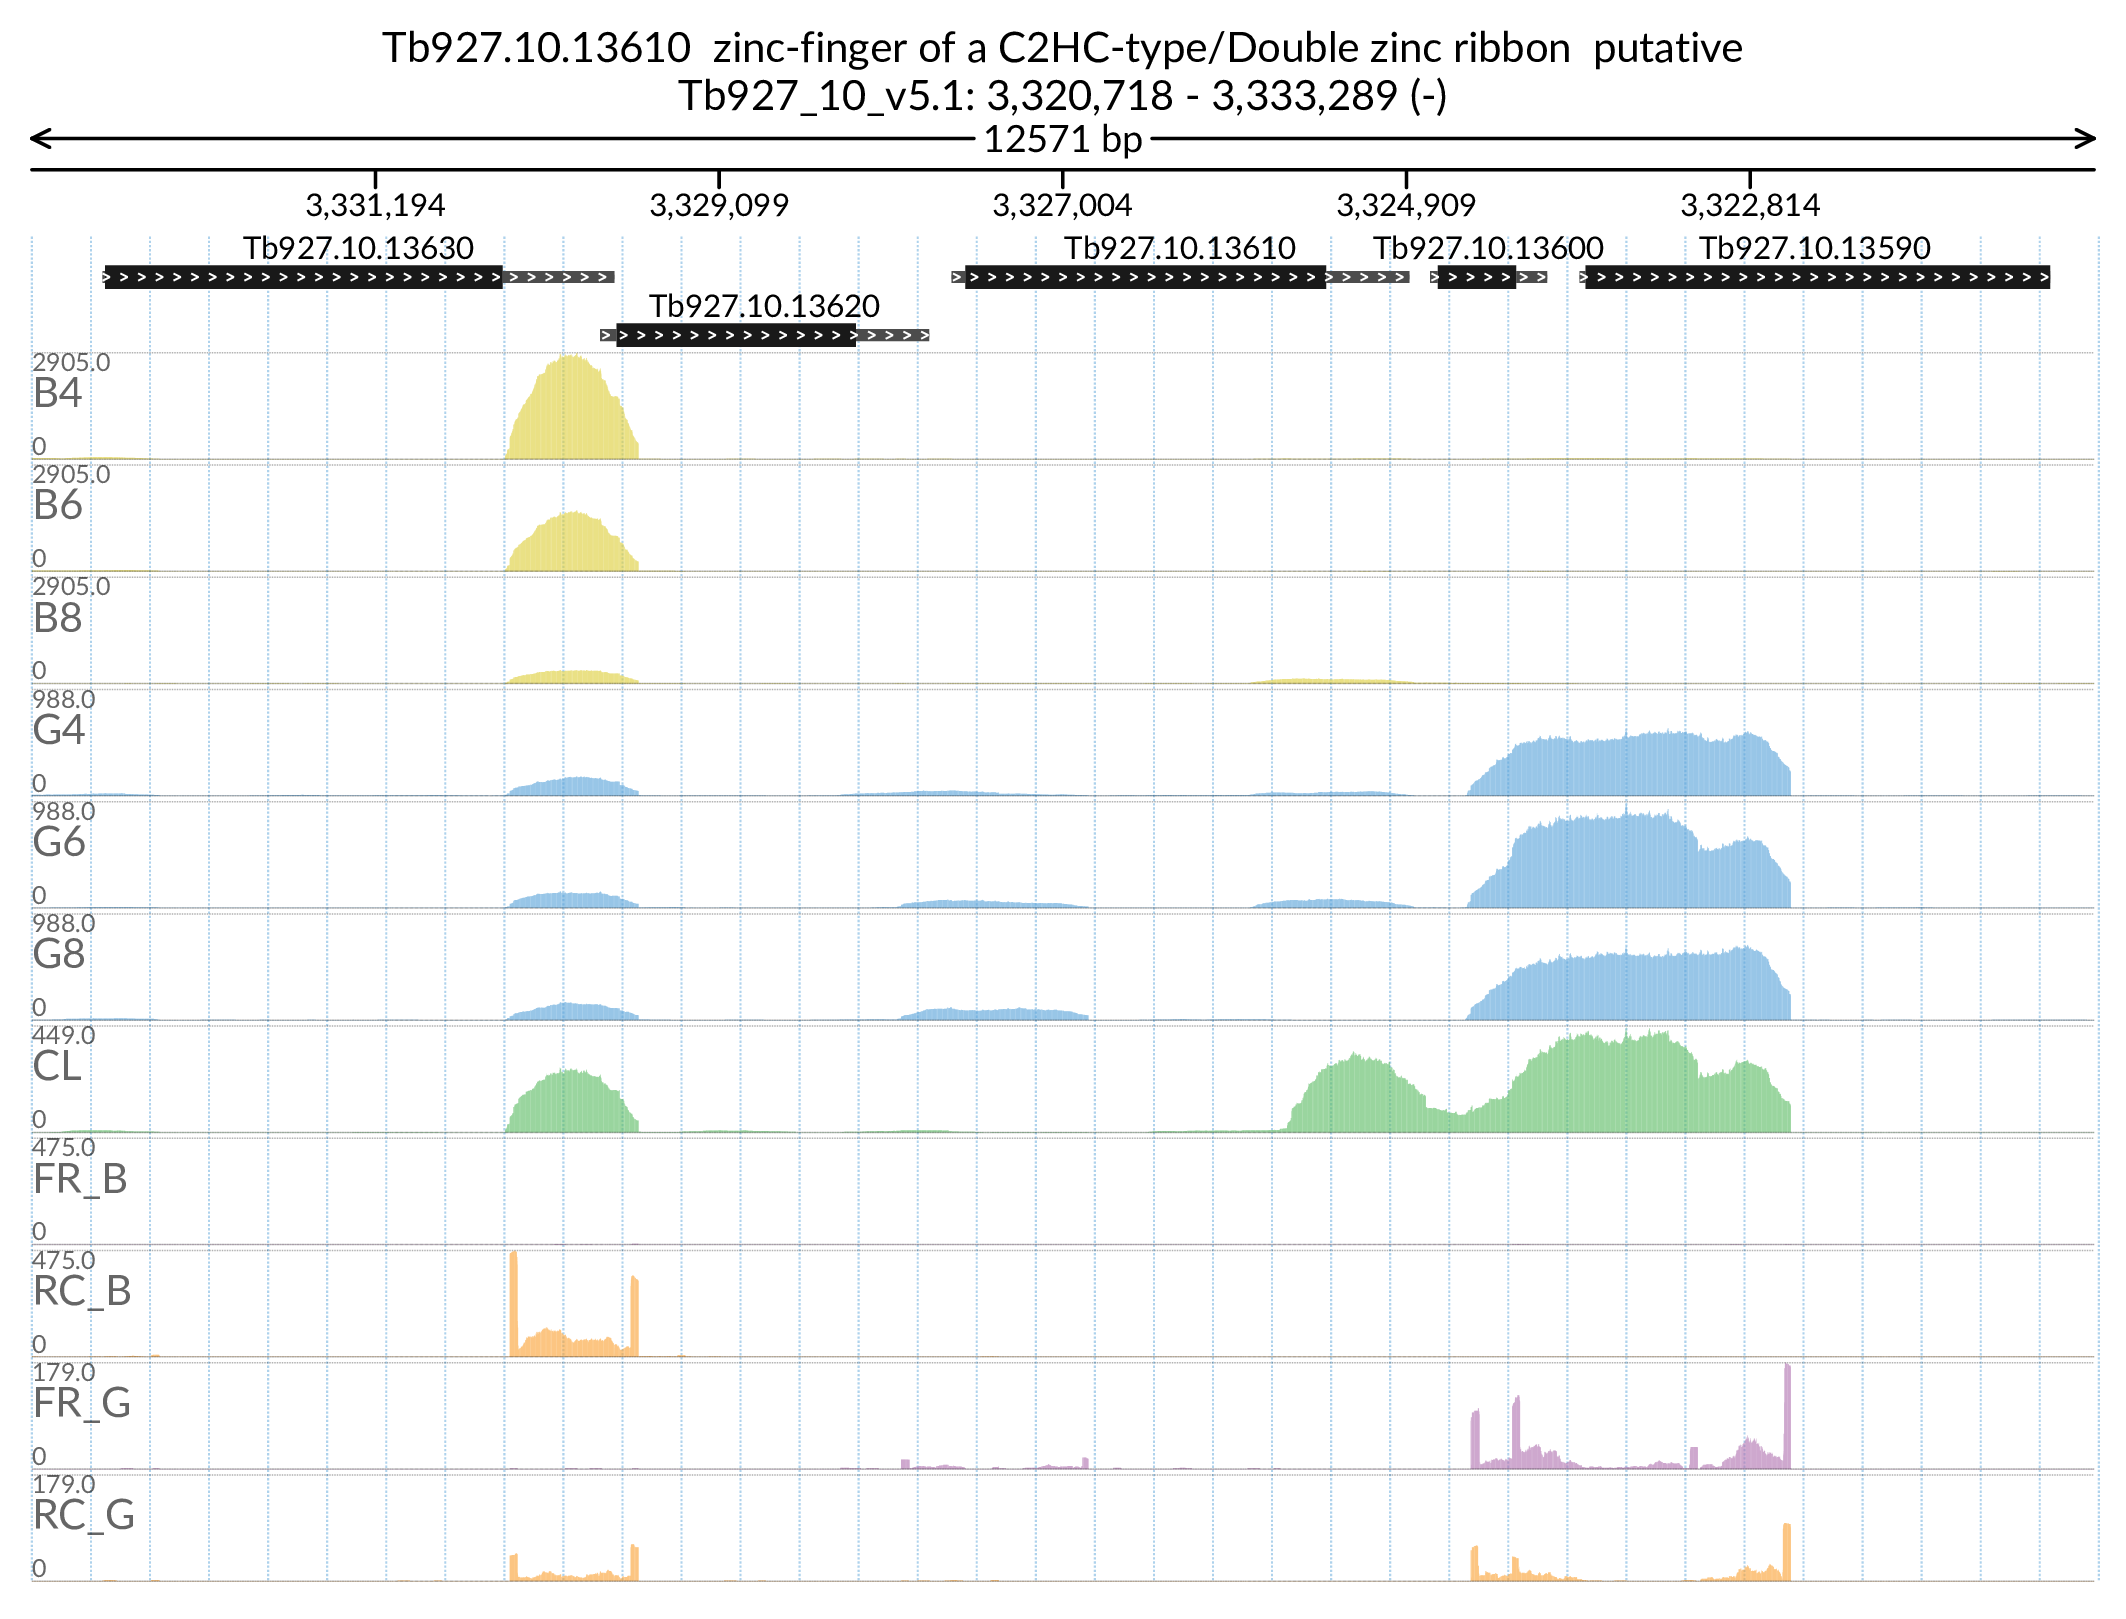 Tb927.10.13610  zinc-finger of a C2HC-type/Double zinc ribbon  putative
Tb927_10_v5.1: 3,320,718 - 3,333,289 (-)
12571 bp
3,331,194 3,329,099 3,327,004 3,324,909 3,322,814
Tb927.10.13630 Tb927.10.13610 Tb927.10.13600 Tb927.10.13590
Tb927.10.13620
2905.0
B4
0
2905.0
B6
0
2905.0
B8
0
988.0
G4
0
988.0
G6
0
988.0
G8
0
449.0
CL
0
475.0
FR_B
0
475.0
RC_B
0
179.0
FR_G
0
179.0
RC_G
0